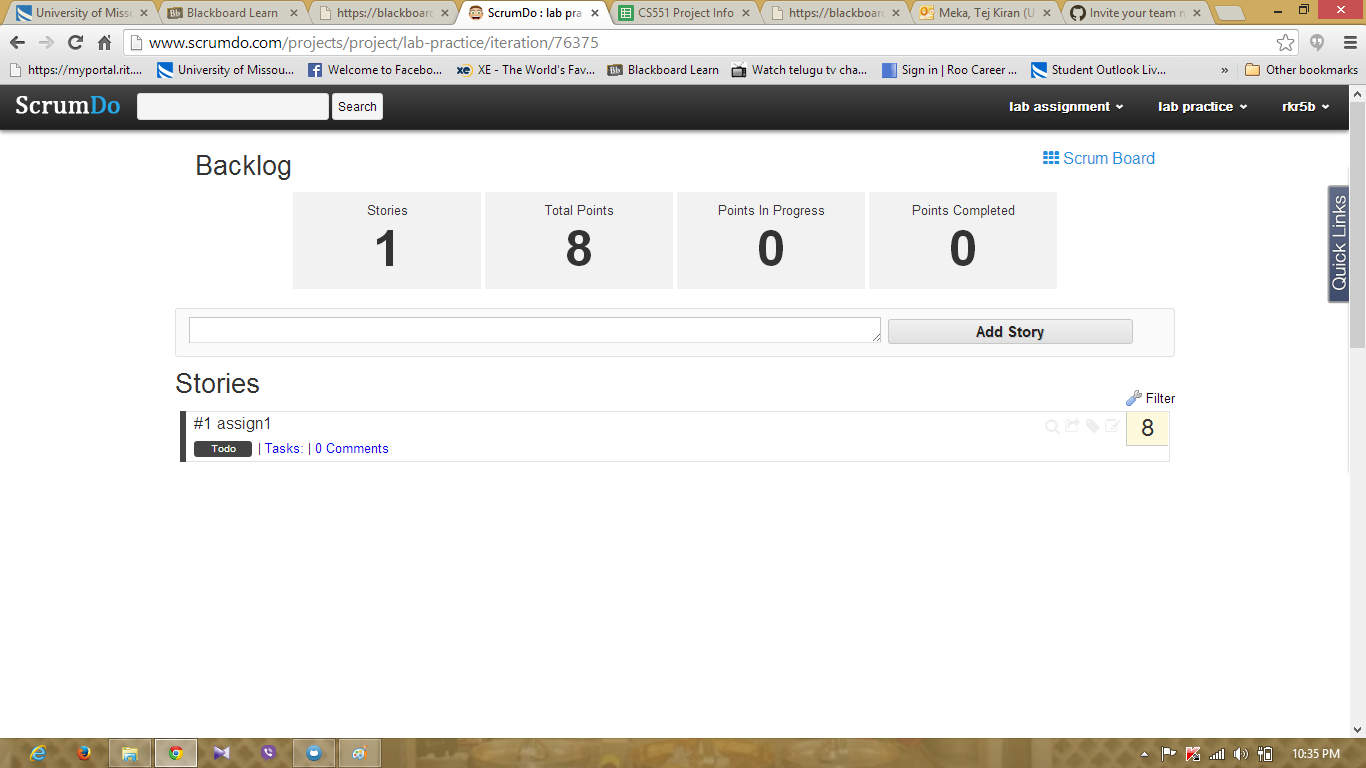 University of Misso
Blackboard Learn
https://blackboard
ScrumDo : lab pra
CS551 Project Info
https://blackboard
Meka, Tej Kiran (U
Invite your team m
www.scrumdo.com/projects/project/lab-practice/iteration/76375
https://myportal.rit....
University of Missou...
Welcome to Facebo...
XE - The World's Fav...
Blackboard Learn
Watch telugu tv cha...
Sign in | Roo Career ...
Student Outlook Liv...
»
Other bookmarks
ScrumDo
Search
lab assignment
lab practice
rkr5b
Backlog
Scrum Board
Stories
Total Points
Points In Progress
Points Completed
1
8
0
0
Quick Links
Add Story
Stories
Filter
#1 assign1
8
Todo | Tasks: | 0 Comments
10:35 PM